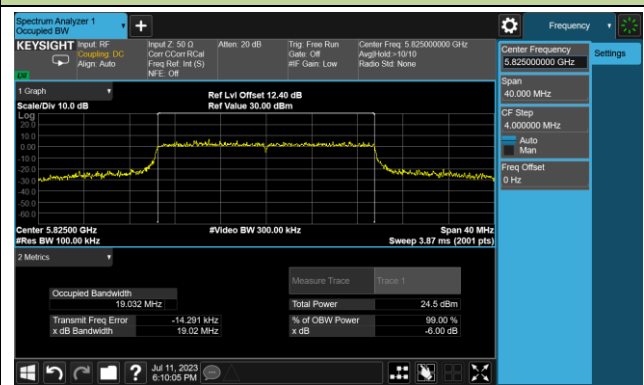 Spectrum Analyzer 1
Occupied BW
Frequency
KEYSIGHT
Input: RF
Coupling: DC
Align: Auto
Input Z: 50 Ω
Corr CCorr RCal
Freq Ref: Int (S)
NFE: Off
Atten: 20 dB
Trig: Free Run
Gate: Off
#IF Gain: Low
Center Freq: 5.825000000 GHz
Avg|Hold:>10/10
Radio Std: None
Center Frequency
5.825000000 GHz
Settings
Span
40.000 MHz
CF Step
4.000000 MHz
Auto
Man
Freq Offset
0 Hz
1 Graph
Scale/Div 10.0 dB
Ref Lvl Offset 12.40 dB
Ref Value 30.00 dBm
Log
20.0
10.0
0.00
-10.0
-20.0
-30.0
-40.0
-50.0
-60.0
Center 5.82500 GHz
#Res BW 100.00 kHz
#Video BW 300.00 kHz
Span 40 MHz
Sweep 3.87 ms (2001 pts)
2 Metrics
Measure Trace
Trace 1
Occupied Bandwidth
19.032 MHz
Total Power
24.5 dBm
Transmit Freq Error
-14.291 kHz
% of OBW Power
99.00 %
x dB Bandwidth
19.02 MHz
x dB
-6.00 dB
Jul 11, 2023
6:10:05 PM